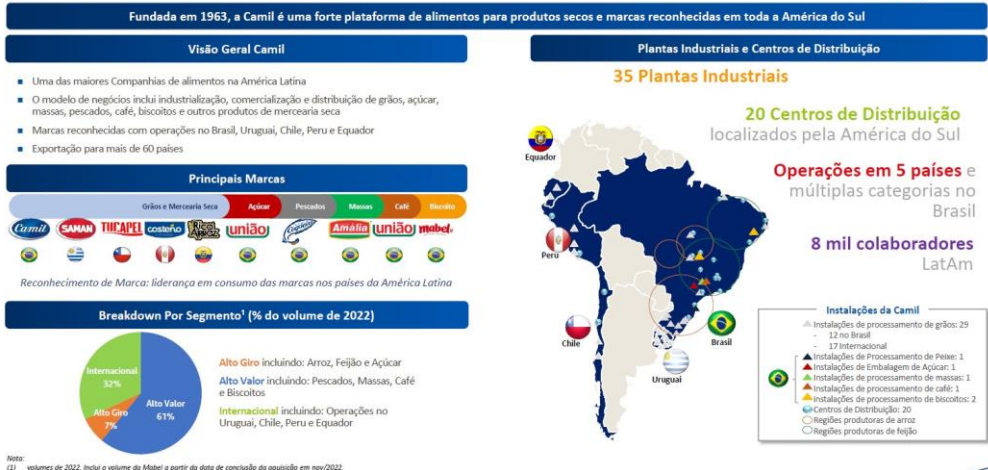 Fundada em 1963, a Camil é uma forte plataforma de alimentos para produtos secos e marcas reconhecidas em toda a América do Sul
Visão Geral Camil
Uma das maiores Companhias de alimentos na América Latina
O modelo de negócios inclui industrialização, comercialização e distribuição de grãos, açúcar,
massas, pescados, café, biscoitos e outros produtos de mercearia seca
Marcas reconhecidas com operações no Brasil, Uruguai, Chile, Peru e Equador
Exportação para mais de 60 países
Principais Marcas
Grãos e Mercearia Seca Açúcar Pescados Massas Café Biscoito
Camil SAMAN TUCAPEL costeño união Coqueiro Amália união mabel
Reconhecimento de Marca: liderança em consumo das marcas nos países da América Latina
Breakdown Por Segmento¹ (% do volume de 2022)
Internacional
32%
Alto Giro
7%
Alto Valor
61%
Alto Giro incluindo: Arroz, Feijão e Açúcar
Alto Valor incluindo: Pescados, Massas, Café
e Biscoitos
Internacional incluindo: Operações no
Uruguai, Chile, Peru e Equador
Nota:
(1) volumes de 2022. Inclui o volume da Mabel a partir da data de conclusão da aquisição em nov/2022.
Plantas Industriais e Centros de Distribuição
35 Plantas Industriais
20 Centros de Distribuição
localizados pela América do Sul
Operações em 5 países e
múltiplas categorias no
Brasil
8 mil colaboradores
LatAm
Equador
Peru
Chile
Uruguai
Brasil
Instalações da Camil
Instalações de processamento de grãos: 29
- 12 no Brasil
- 17 Internacional
Instalações de Processamento de Peixe: 1
Instalações de Embalagem de Açúcar: 1
Instalações de processamento de massas: 1
Instalações de processamento de café: 1
Instalações de processamento de biscoitos: 2
Centros de Distribuição: 20
Regiões produtoras de arroz
Regiões produtoras de feijão